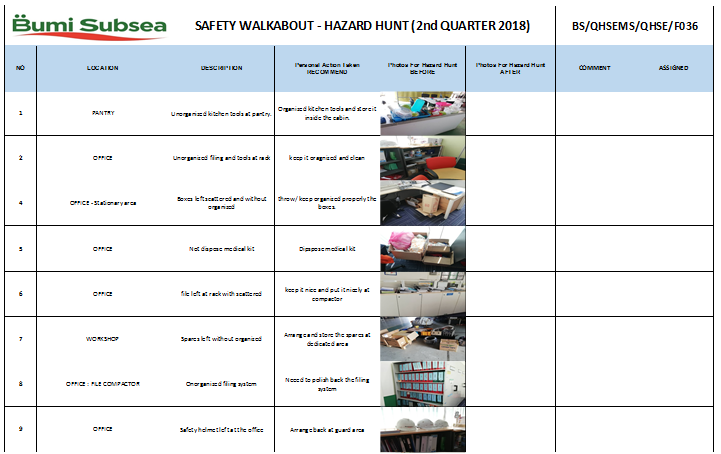 Bumi Subsea
SAFETY WALKABOUT - HAZARD HUNT (2nd QUARTER 2018)
BS/QHSEMS/QHSE/F036
NO
LOCATION
DESCRIPTION
Personal Action Taken
RECOMMEND
Photos For Hazard Hunt
BEFORE
Photos For Hazard Hunt
AFTER
COMMENT
ASSIGNED
1
PANTRY
Unorganised kitchen tools at pantry.
Organised kitchen tools and store it
inside the cabin.
2
OFFICE
Unorganised filing and tools at rack
keep it oragnised and clean
4
OFFICE - Stationary area
Boxes left scattered and without
organised
throw/ keep organised properly the
boxes.
5
OFFICE
Not dispose medical kit
Dipspose medical kit
6
OFFICE
file left at rack with scattered
keep it nice and put it nicely at
compactor
7
WORKSHOP
Spares left without organised
Arrange and store the spares at
dedicated area
8
OFFICE : FILE COMPACTOR
Onorganised filing system
Need to polish back the filing
system
9
OFFICE
Safety helmet left at the office
Arrange back at guard area